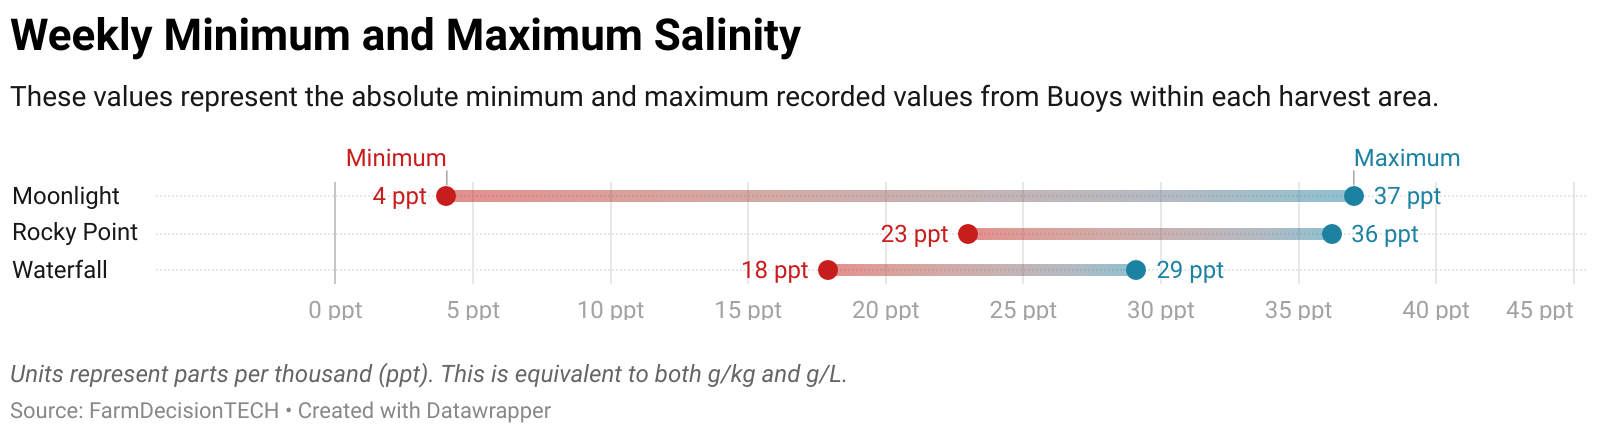 Weekly Minimum and Maximum Salinity
These values represent the absolute minimum and maximum recorded values from Buoys within each harvest area.
Minimum Maximum
Moonlight 4 ppt 37 ppt
Rocky Point 23 ppt 36 ppt
Waterfall 18 ppt 29 ppt
0 ppt 5 ppt 10 ppt 15 ppt 20 ppt 25 ppt 30 ppt 35 ppt 40 ppt 45 ppt
Units represent parts per thousand (ppt). This is equivalent to both g/kg and g/L.
Source: FarmDecisionTECH • Created with Datawrapper